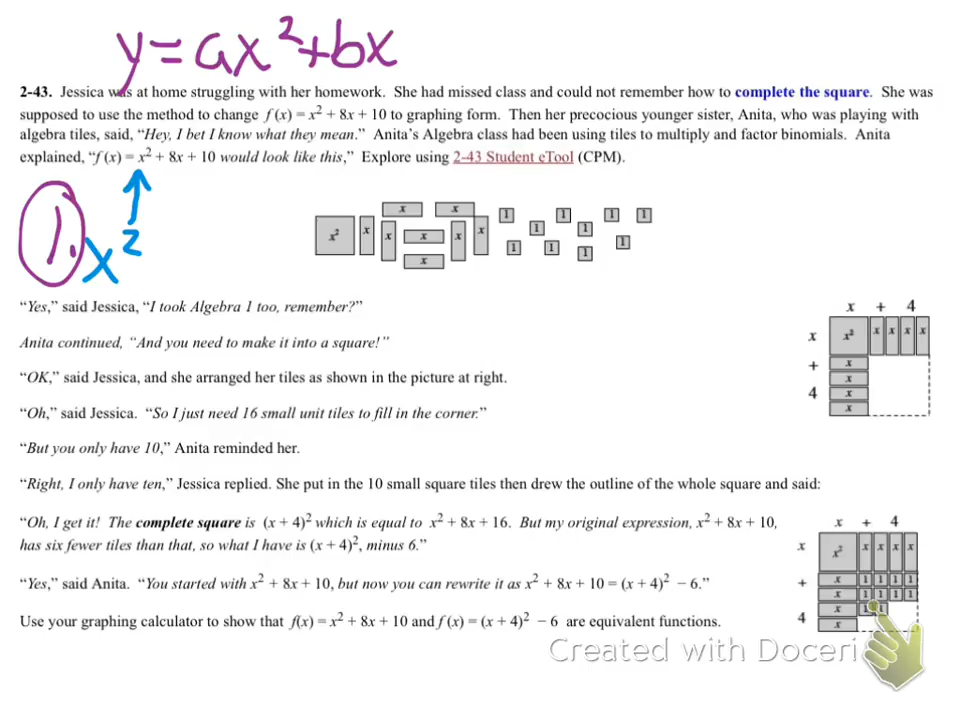 y=ax²+bx
2-43. Jessica was at home struggling with her homework. She had missed class and could not remember how to complete the square. She was
supposed to use the method to change f(x) = x² + 8x + 10 to graphing form. Then her precocious younger sister, Anita, who was playing with
algebra tiles, said, “Hey, I bet I know what they mean.” Anita’s Algebra class had been using tiles to multiply and factor binomials. Anita
explained, “f (x) = x² + 8x + 10 would look like this,” Explore using 2-43 Student eTool (CPM).
1. x²
x² x x x x x x x x 1 1 1 1 1 1 1 1 1 1
“Yes,” said Jessica, “I took Algebra 1 too, remember?”
x + 4
Anita continued, “And you need to make it into a square!”
x x² x x x x
“OK,” said Jessica, and she arranged her tiles as shown in the picture at right.
+ x
x
“Oh,” said Jessica. “So I just need 16 small unit tiles to fill in the corner.”
4 x
x
“But you only have 10,” Anita reminded her.
“Right, I only have ten,” Jessica replied. She put in the 10 small square tiles then drew the outline of the whole square and said:
“Oh, I get it! The complete square is (x + 4)² which is equal to x² + 8x + 16. But my original expression, x² + 8x + 10,
has six fewer tiles than that, so what I have is (x + 4)², minus 6.”
x + 4
x x² x x x x
“Yes,” said Anita. “You started with x² + 8x + 10, but now you can rewrite it as x² + 8x + 10 = (x + 4)² − 6.”
+ x 1 1 1 1
x 1 1 1 1
x 1 1
4 x
Use your graphing calculator to show that f(x) = x² + 8x + 10 and f (x) = (x + 4)² − 6 are equivalent functions.
Created with Doceri